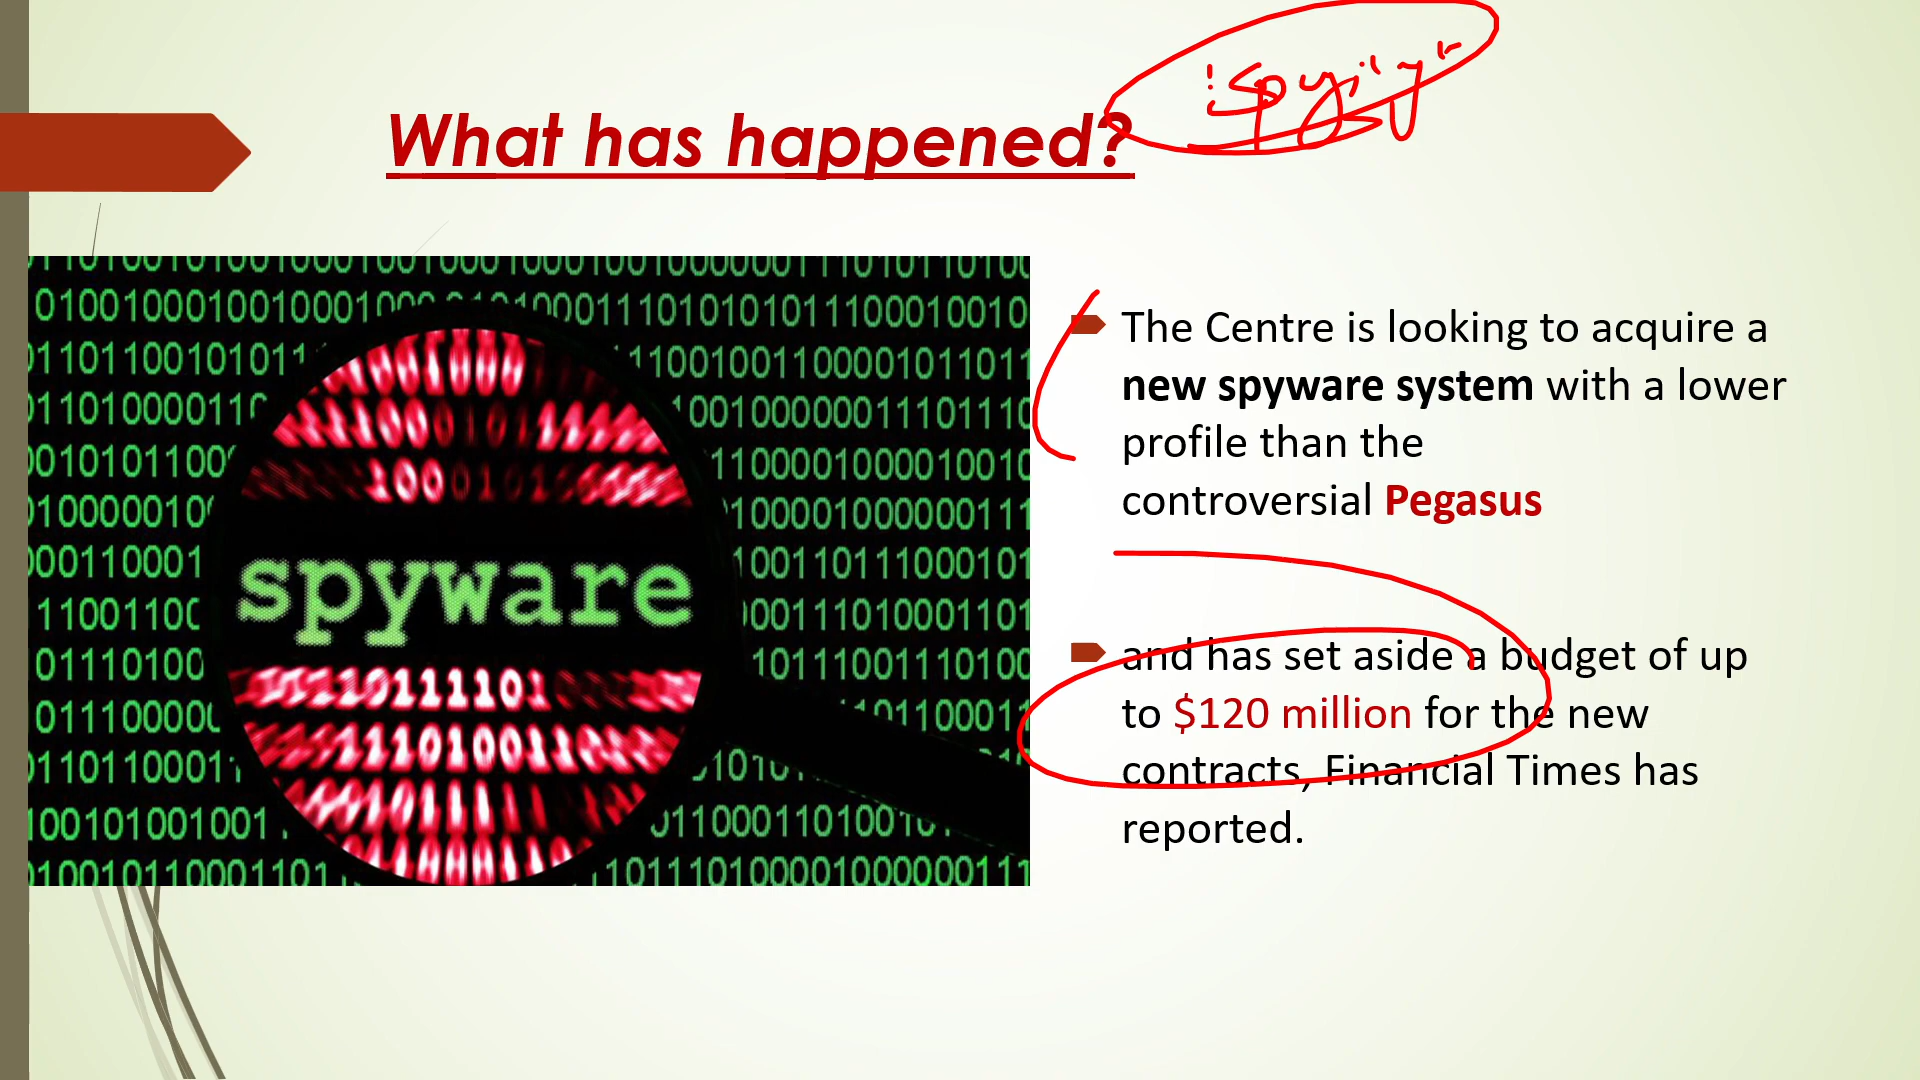 "Spying"
What has happened?
spyware
The Centre is looking to acquire a
new spyware system with a lower
profile than the
controversial Pegasus
and has set aside a budget of up
to $120 million for the new
contracts, Financial Times has
reported.